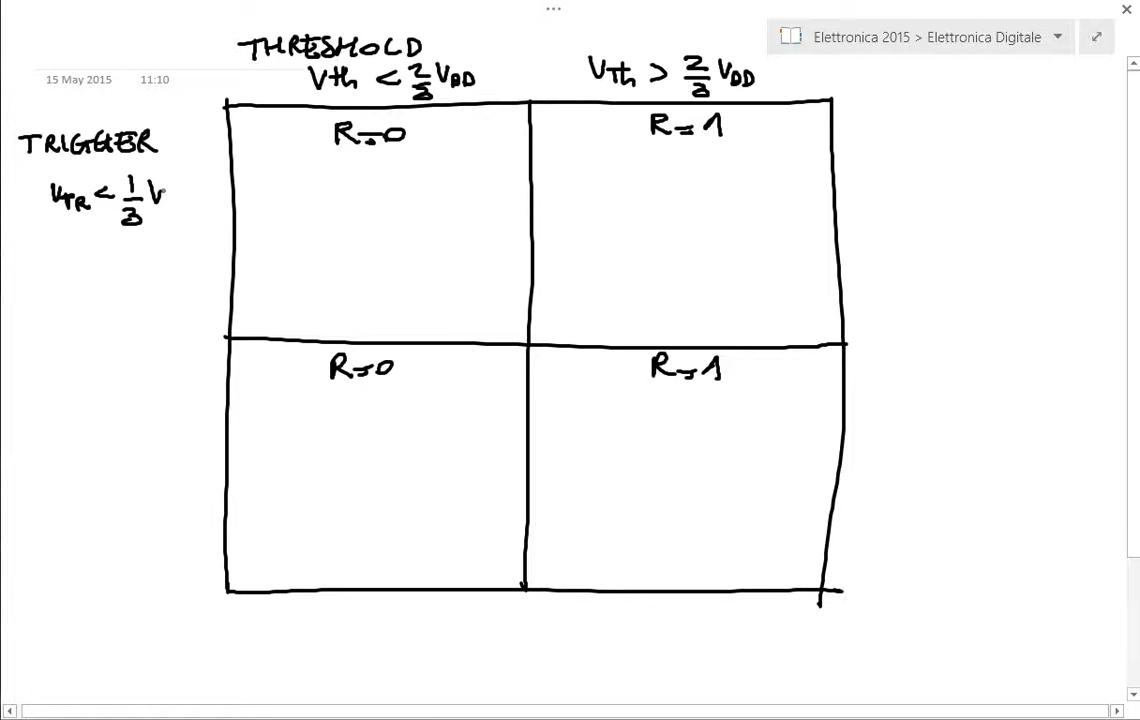 Elettronica 2015 > Elettronica Digitale
15 May 2015 11:10
THRESHOLD
Vth < 2/3 VDD
VTh > 2/3 VDD
R=0
R=1
TRIGGER
VTR < 1/3 V
R=0
R=1